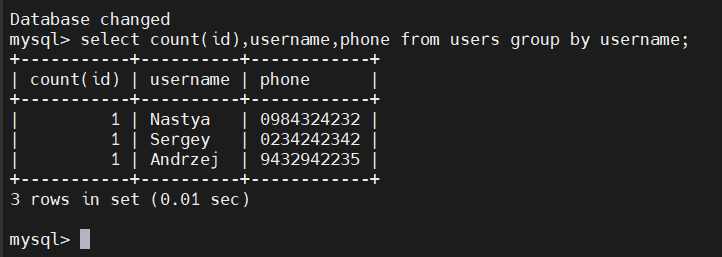 Database changed
mysql> select count(id),username,phone from users group by username;
+-----------+----------+------------+
| count(id) | username | phone      |
+-----------+----------+------------+
|         1 | Nastya   | 0984324232 |
|         1 | Sergey   | 0234242342 |
|         1 | Andrzej  | 9432942235 |
+-----------+----------+------------+
3 rows in set (0.01 sec)
mysql>